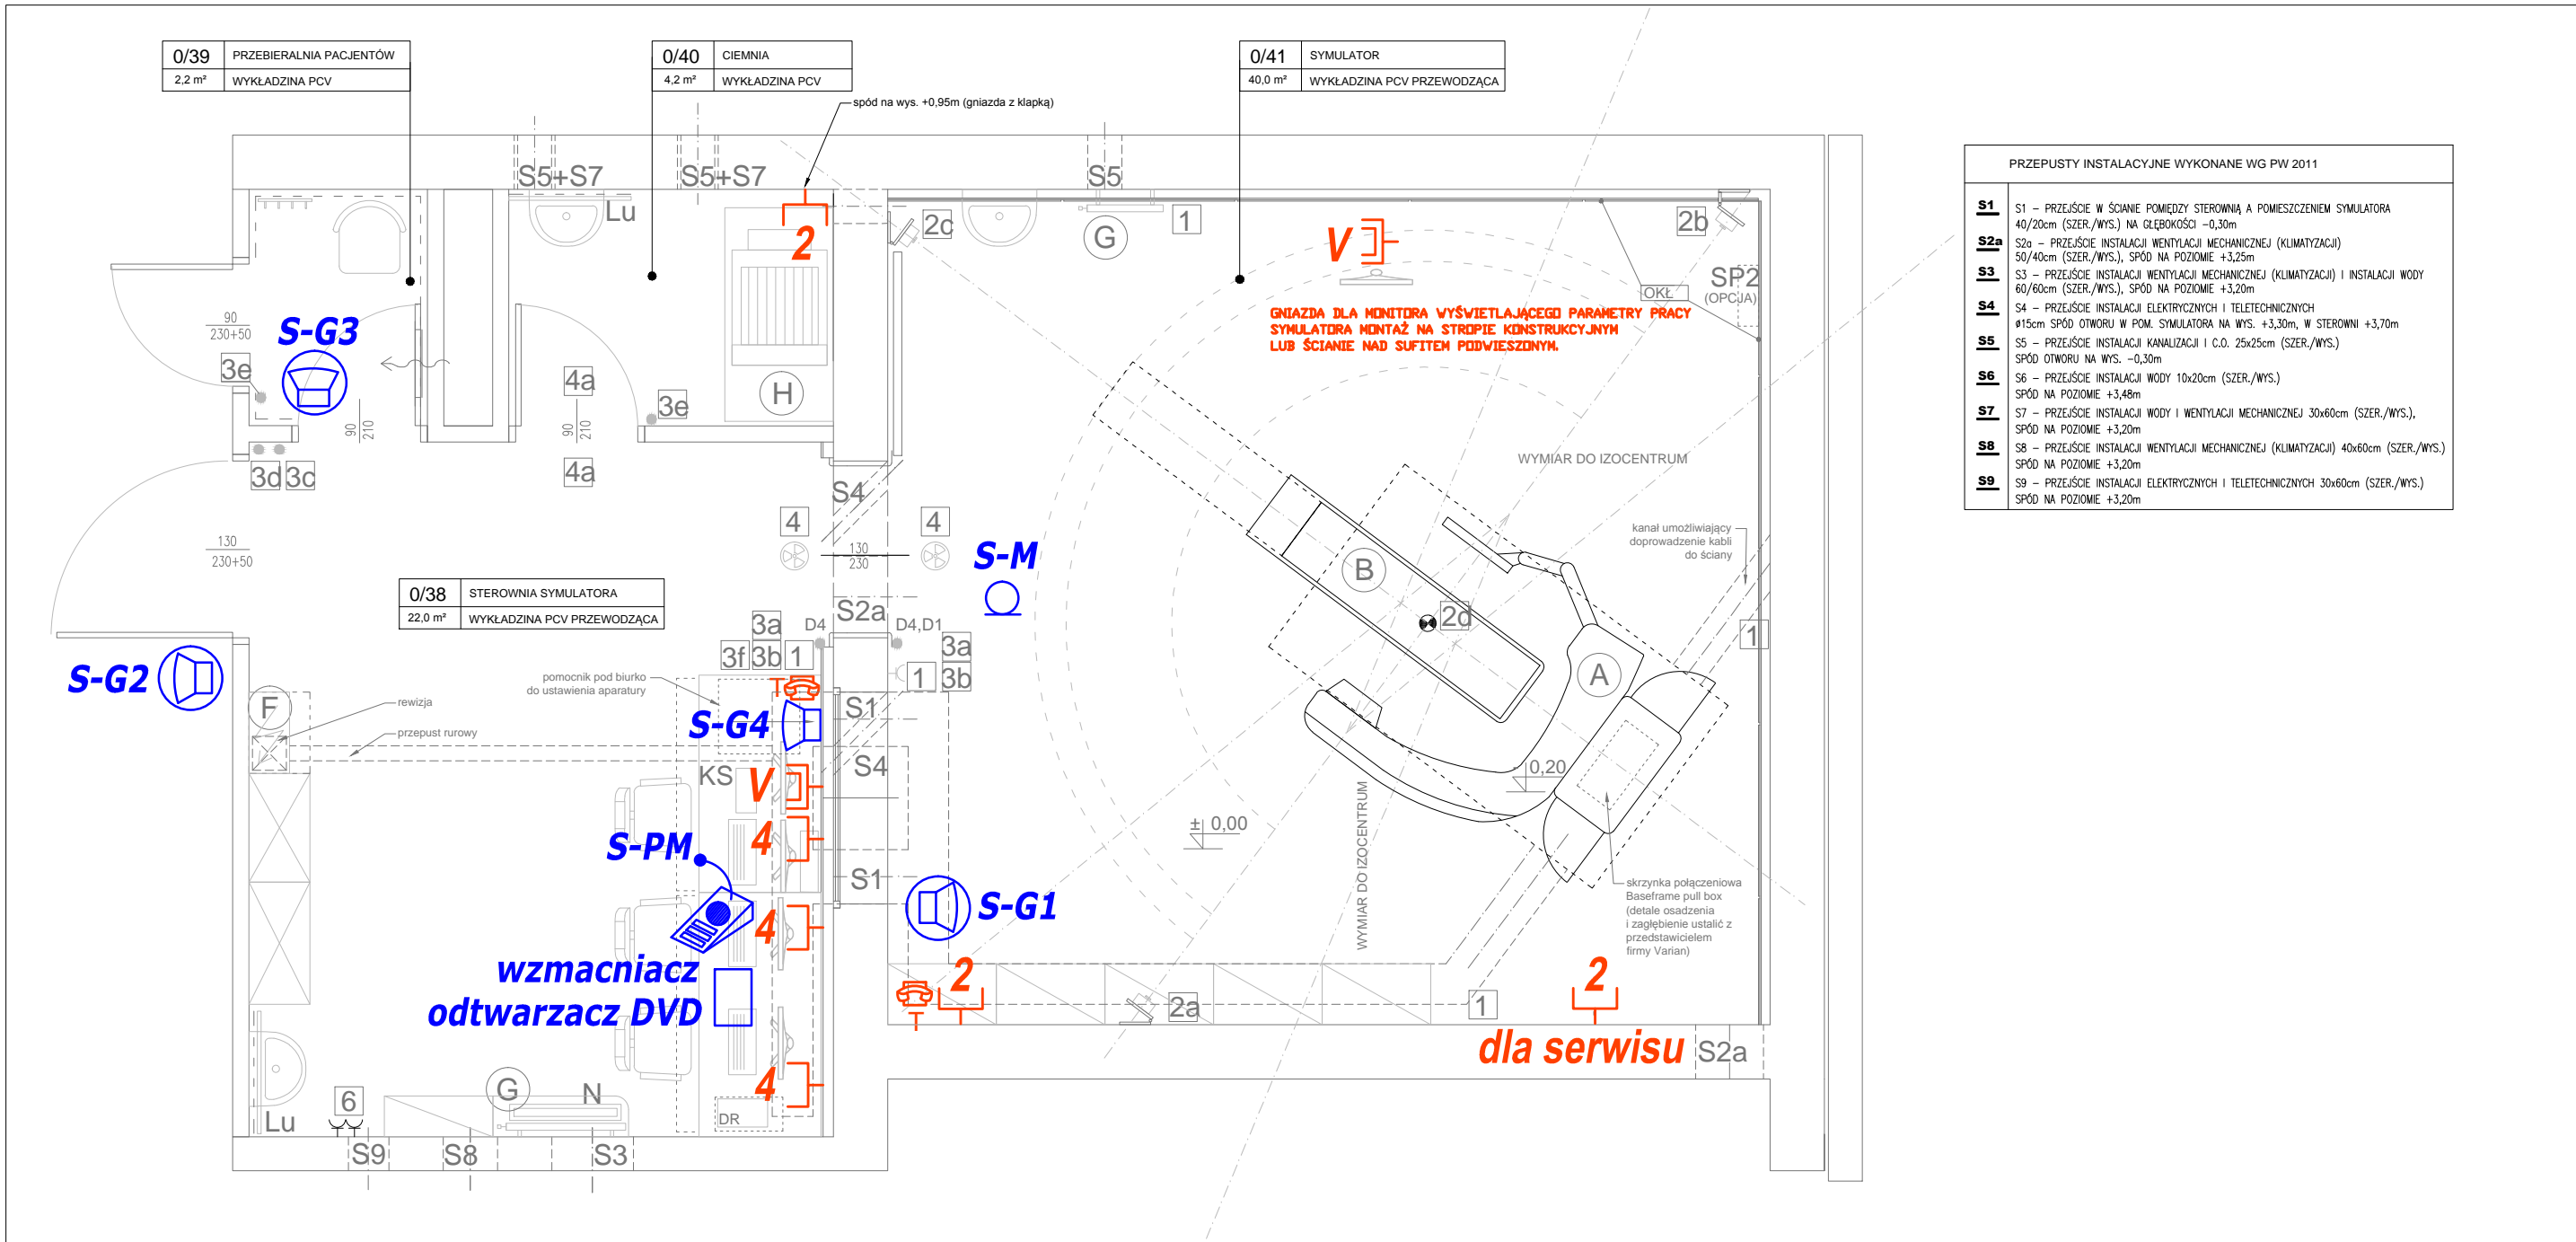 0/39 PRZEBIERALNIA PACJENTÓW
2,2 m² WYKŁADZINA PCV
0/40 CIEMNIA
4,2 m² WYKŁADZINA PCV
0/41 SYMULATOR
40,0 m² WYKŁADZINA PCV PRZEWODZĄCA
spód na wys. +0,95m (gniazda z klapką)
PRZEPUSTY INSTALACYJNE WYKONANE WG PW 2011
S1 S1 – PRZEJŚCIE W ŚCIANIE POMIĘDZY STEROWNIĄ A POMIESZCZENIEM SYMULATORA
40/20cm (SZER./WYS.) NA GŁĘBOKOŚCI -0,30m
S2a S2a – PRZEJŚCIE INSTALACJI WENTYLACJI MECHANICZNEJ (KLIMATYZACJI)
50/40cm (SZER./WYS.), SPÓD NA POZIOMIE +3,25m
S3 S3 – PRZEJŚCIE INSTALACJI WENTYLACJI MECHANICZNEJ (KLIMATYZACJI) I INSTALACJI WODY
60/60cm (SZER./WYS.), SPÓD NA POZIOMIE +3,20m
S4 S4 – PRZEJŚCIE INSTALACJI ELEKTRYCZNYCH I TELETECHNICZNYCH
ø15cm SPÓD OTWORU W POM. SYMULATORA NA WYS. +3,30m, W STEROWNI +3,70m
S5 S5 – PRZEJŚCIE INSTALACJI KANALIZACJI I C.O. 25x25cm (SZER./WYS.)
SPÓD OTWORU NA WYS. -0,30m
S6 S6 – PRZEJŚCIE INSTALACJI WODY 10x20cm (SZER./WYS.)
SPÓD NA POZIOMIE +3,48m
S7 S7 – PRZEJŚCIE INSTALACJI WODY I WENTYLACJI MECHANICZNEJ 30x60cm (SZER./WYS.),
SPÓD NA POZIOMIE +3,20m
S8 S8 – PRZEJŚCIE INSTALACJI WENTYLACJI MECHANICZNEJ (KLIMATYZACJI) 40x60cm (SZER./WYS.)
SPÓD NA POZIOMIE +3,20m
S9 S9 – PRZEJŚCIE INSTALACJI ELEKTRYCZNYCH I TELETECHNICZNYCH 30x60cm (SZER./WYS.)
SPÓD NA POZIOMIE +3,20m
S5+S7
S5+S7
S5
Lu
2
2c
G
1
V
2b
SP2
(OPCJA)
OKŁ
GNIAZDA DLA MONITORA WYŚWIETLAJĄCEGO PARAMETRY PRACY
SYMULATORA MONTAŻ NA STROPIE KONSTRUKCYJNYM
LUB ŚCIANIE NAD SUFITEM PODWIESZONYM.
90
230+50
S-G3
3e
4a
3e
H
90
210
90
210
3d 3c
4a
WYMIAR DO IZOCENTRUM
S4
4
4
130
230
S-M
130
230+50
kanał umożliwiający
doprowadzenie kabli
do ściany
B
2d
0/38 STEROWNIA SYMULATORA
22,0 m² WYKŁADZINA PCV PRZEWODZĄCA
S2a
3a
D4
D4,D1
3a
3f 3b 1
1 3b
1
A
S-G2
pomocnik pod biurko
do ustawienia aparatury
T
F
rewizja
S1
S-G4
przepust rurowy
KS
V
S4
0,20
± 0,00
WYMIAR DO IZOCENTRUM
4
S-PM
S1
S-G1
4
skrzynka połączeniowa
Baseframe pull box
(detale osadzenia
i zagłębienie ustalić z
przedstawicielem
firmy Varian)
wzmacniacz
odtwarzacz DVD
2
T
2a
1
2
dla serwisu
S2a
4
G
N
6
Lu
DR
S9
S8
S3